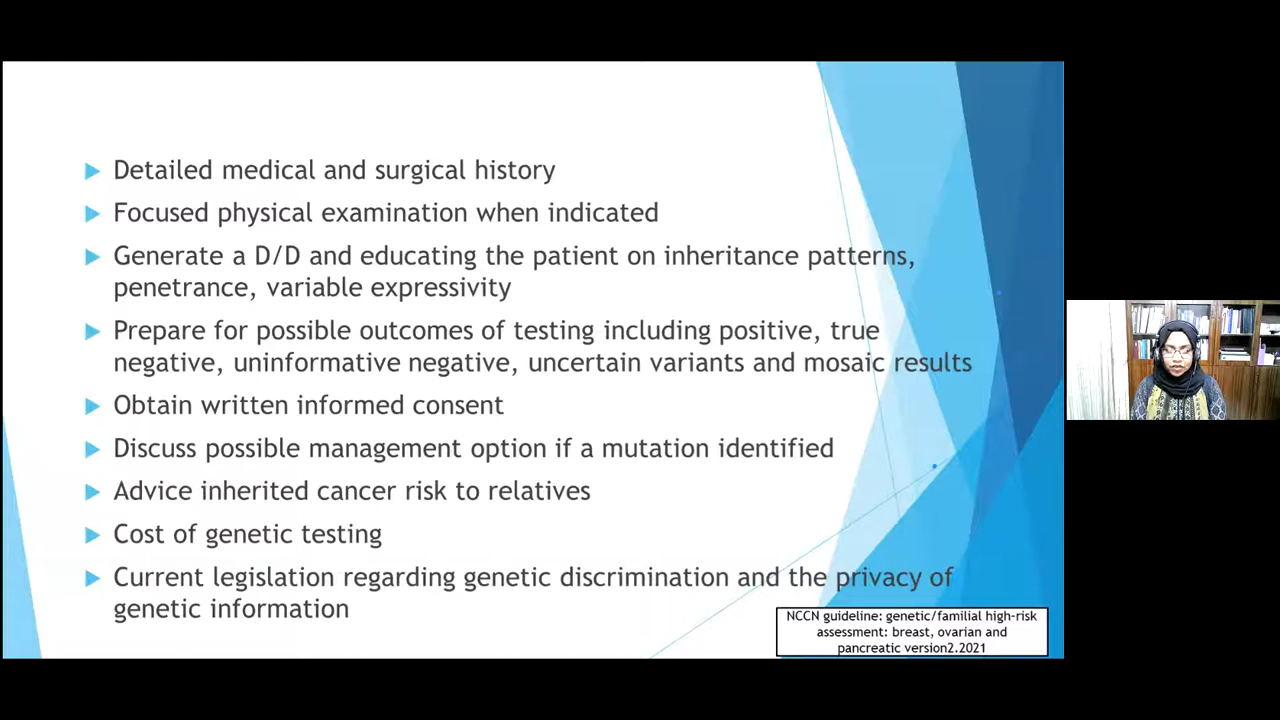 Detailed medical and surgical history
Focused physical examination when indicated
Generate a D/D and educating the patient on inheritance patterns,
penetrance, variable expressivity
Prepare for possible outcomes of testing including positive, true
negative, uninformative negative, uncertain variants and mosaic results
Obtain written informed consent
Discuss possible management option if a mutation identified
Advice inherited cancer risk to relatives
Cost of genetic testing
Current legislation regarding genetic discrimination and the privacy of
genetic information
NCCN guideline: genetic/familial high-risk
assessment: breast, ovarian and
pancreatic version2.2021